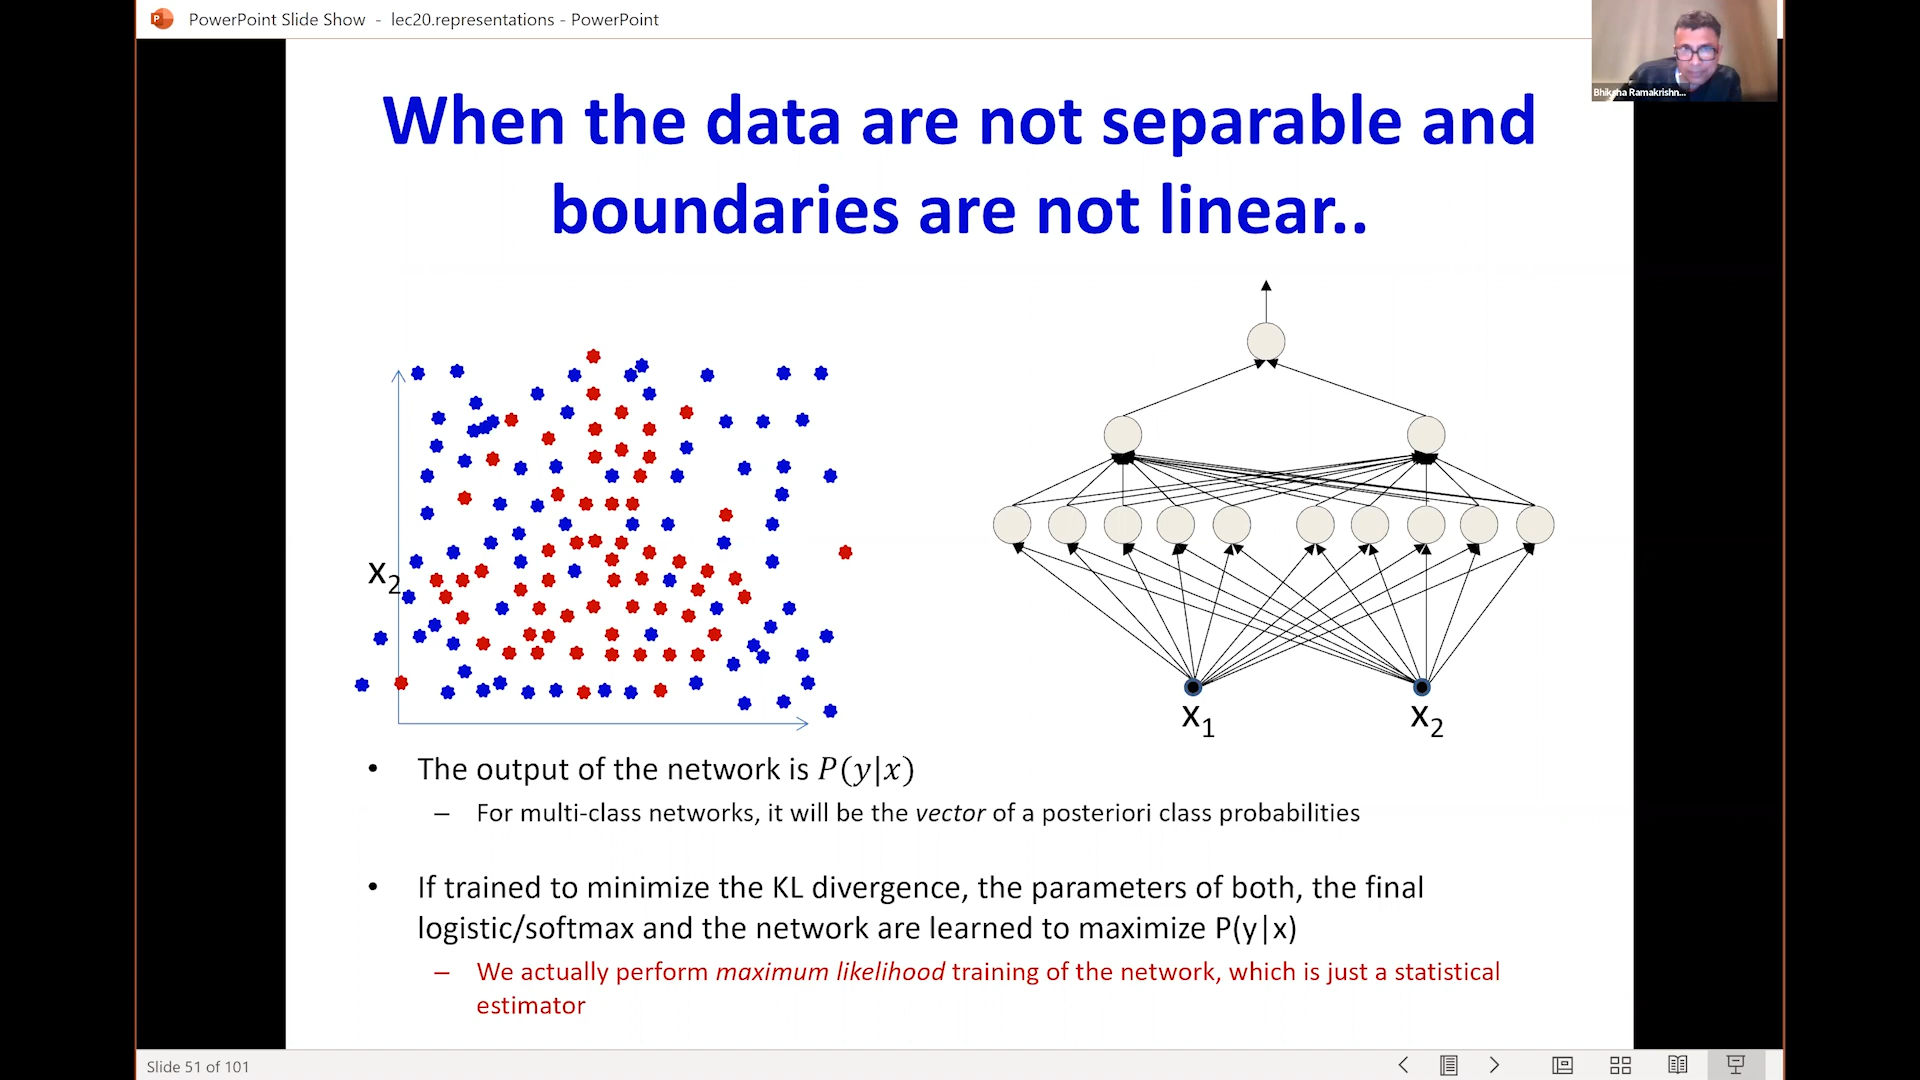 PowerPoint Slide Show - lec20.representations - PowerPoint
Bhiksha Ramakrishn...
When the data are not separable and
boundaries are not linear..
x2
x1
x2
• The output of the network is P(y|x)
– For multi-class networks, it will be the vector of a posteriori class probabilities
• If trained to minimize the KL divergence, the parameters of both, the final
logistic/softmax and the network are learned to maximize P(y|x)
– We actually perform maximum likelihood training of the network, which is just a statistical
estimator
Slide 51 of 101